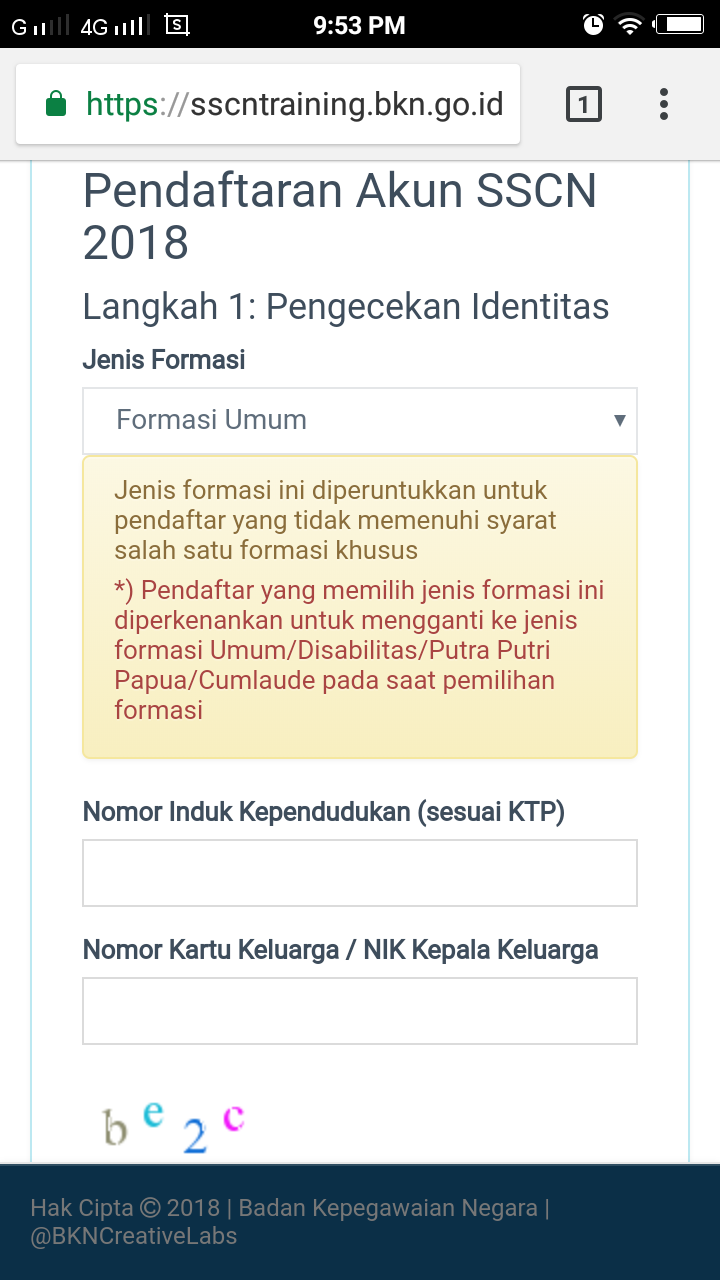 G 4G S 9:53 PM
https://sscntraining.bkn.go.id 1
Pendaftaran Akun SSCN
2018
Langkah 1: Pengecekan Identitas
Jenis Formasi
Formasi Umum
Jenis formasi ini diperuntukkan untuk
pendaftar yang tidak memenuhi syarat
salah satu formasi khusus
*) Pendaftar yang memilih jenis formasi ini
diperkenankan untuk mengganti ke jenis
formasi Umum/Disabilitas/Putra Putri
Papua/Cumlaude pada saat pemilihan
formasi
Nomor Induk Kependudukan (sesuai KTP)
Nomor Kartu Keluarga / NIK Kepala Keluarga
be2c
Hak Cipta © 2018 | Badan Kepegawaian Negara |
@BKNCreativeLabs